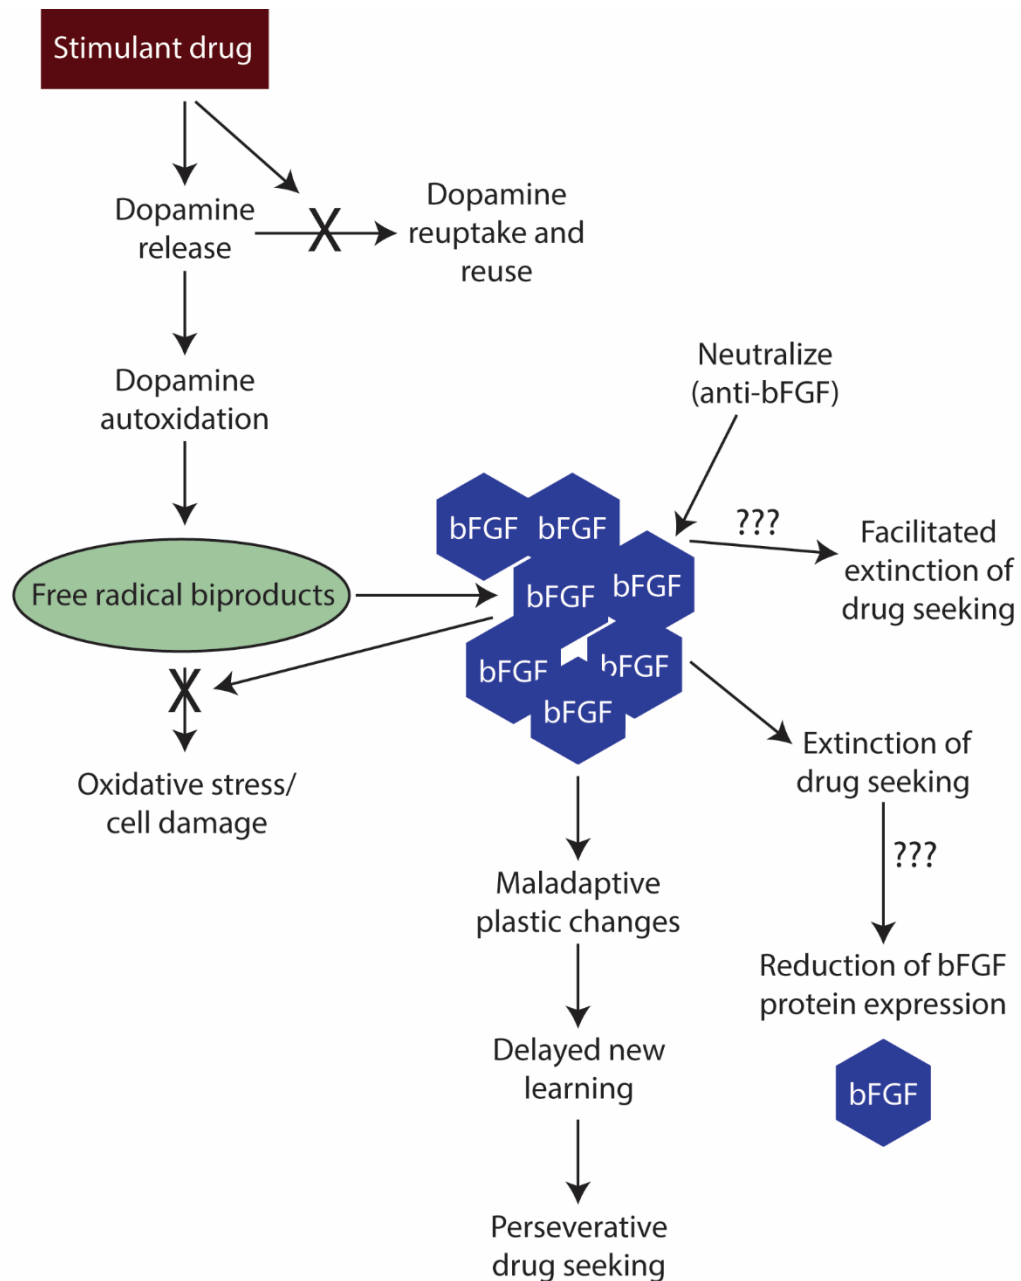 Stimulant drug
Dopamine
release
X
Dopamine
reuptake and
reuse
Dopamine
autoxidation
Neutralize
(anti-bFGF)
Free radical biproducts
bFGF
bFGF
bFGF
bFGF
bFGF
bFGF
bFGF
???
Facilitated
extinction of
drug seeking
X
Oxidative stress/
cell damage
Extinction of
drug seeking
???
Reduction of bFGF
protein expression
bFGF
Maladaptive
plastic changes
Delayed new
learning
Perseverative
drug seeking